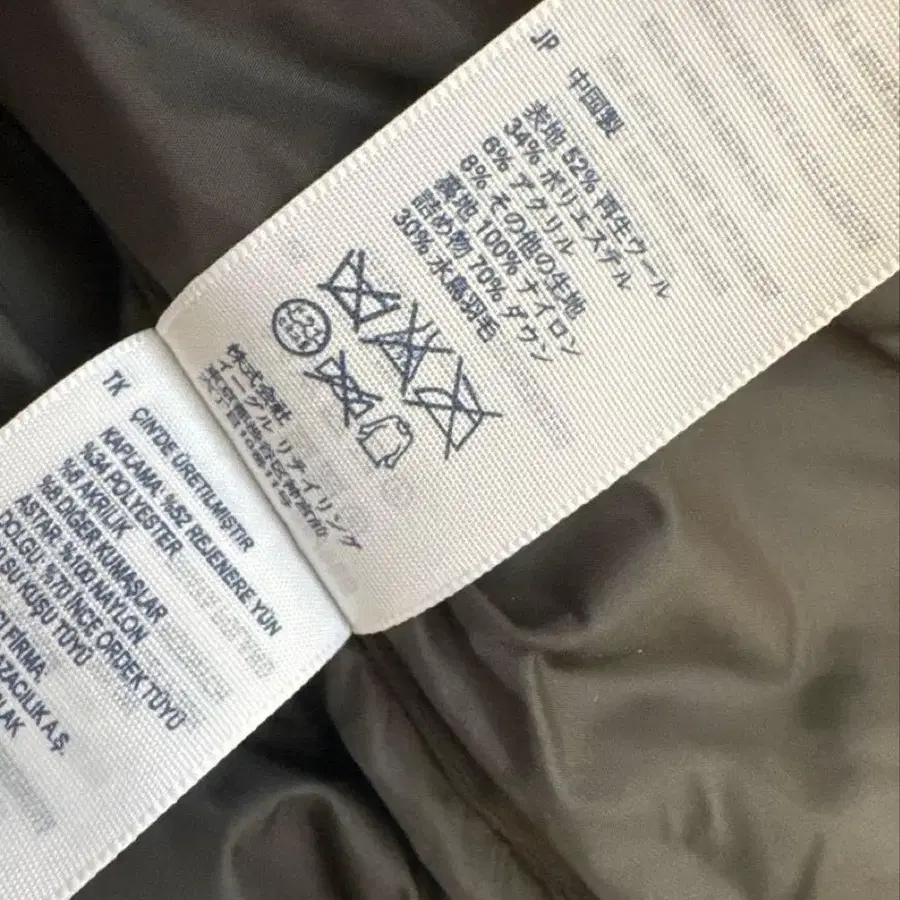 JP
中国製
表地 52% 再生ウール
34% ポリエステル
6% アクリル
8% その他の生地
裏地 100% ナイロン
詰め物 70% ダウン
30% 水鳥羽毛
株式会社
イーグル リテイリング
TK
ÇİN'DE ÜRETİLMİŞTİR
KAPLAMA: %52 REJENERE YÜN
%34 POLYESTER
%6 AKRİLİK
%8 DİĞER KUMAŞLAR
ASTAR: %100 NAYLON
DOLGU: %70 İNCE ÖRDEK TÜYÜ
SU KUŞU TÜYÜ
FİRMA